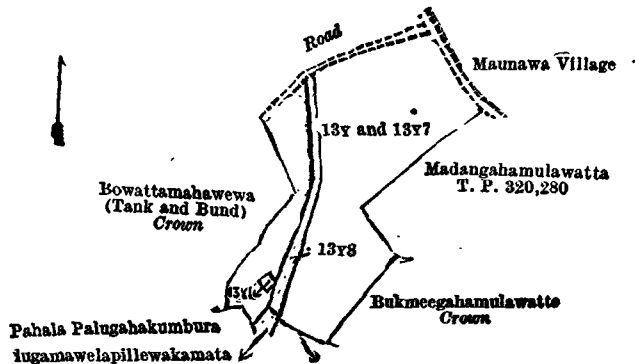 Road
Maunawa Village
13Y and 13Y7
Madangahamulawatta
T. P. 320,280
Bowattamahawewa
(Tank and Bund)
Crown
13Y8
Bukmeegahamulawatte
Crown
Pahala Palugahakumbura
lugamawelapillewakamata